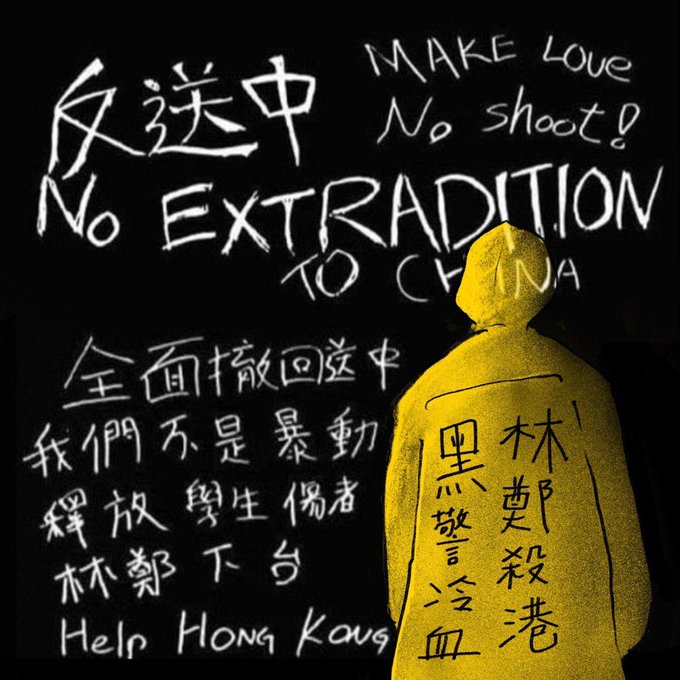 反送中
MAKE LOVE
No shoot!
No EXTRADITION
TO CHINA
全面撤回送中
我們不是暴動
釋放 學生傷者
林鄭下台
Help HONG KONG
林鄭殺港
黑警冷血